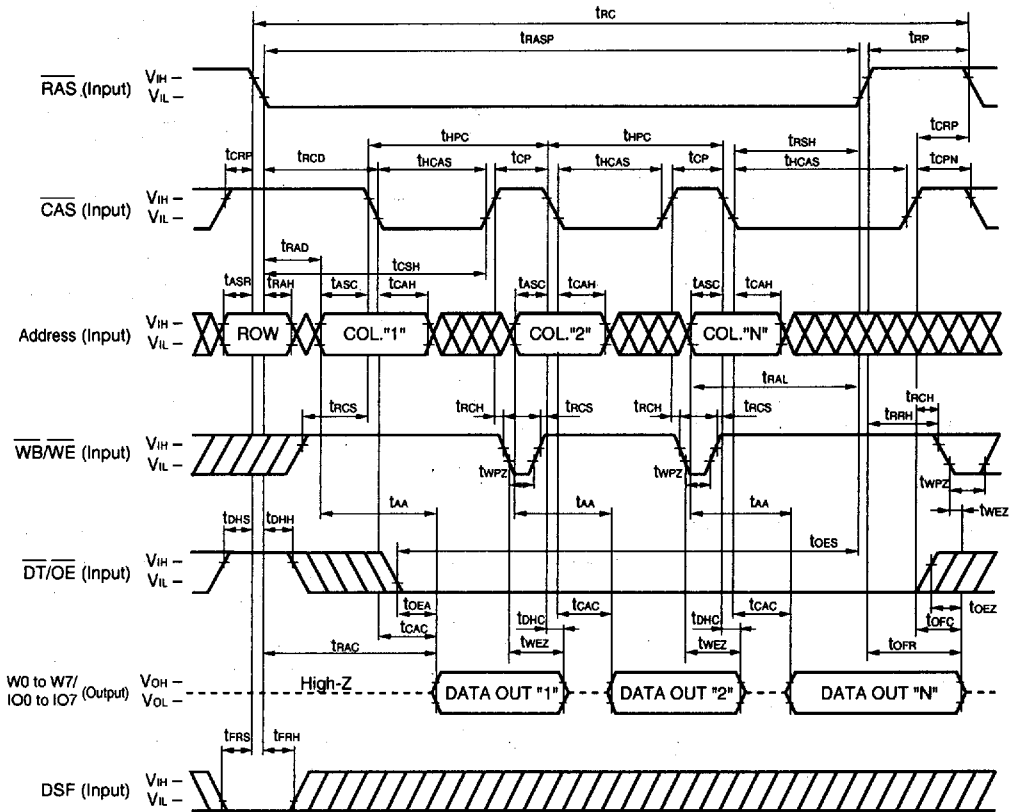 tRC
tRASP tRP
RAS (Input) VIH VIL
tCRP
tHPC tHPC tRSH
tCRP tRCD tHCAS tCP tHCAS tCP tHCAS tCPN
CAS (Input) VIH VIL
tRAD
tCSH
tASR tRAH tASC tCAH tASC tCAH tASC tCAH
Address (Input) VIH VIL ROW COL."1" COL."2" COL."N"
tRAL
tRCS tRCH tRCS tRCH tRCS tRCH
tRRH
WB/WE (Input) VIH VIL
tWPZ tWPZ tWPZ
tAA tAA tAA tWEZ
tDHS tDHH
tOES
DT/OE (Input) VIH VIL
tOEA tCAC tCAC tOEZ
tCAC tDHC tDHC tOFC
tRAC tWEZ tWEZ tOFR
W0 to W7/
IO0 to IO7 (Output) VOH VOL High-Z DATA OUT "1" DATA OUT "2" DATA OUT "N"
tFRS tFRH
DSF (Input) VIH VIL